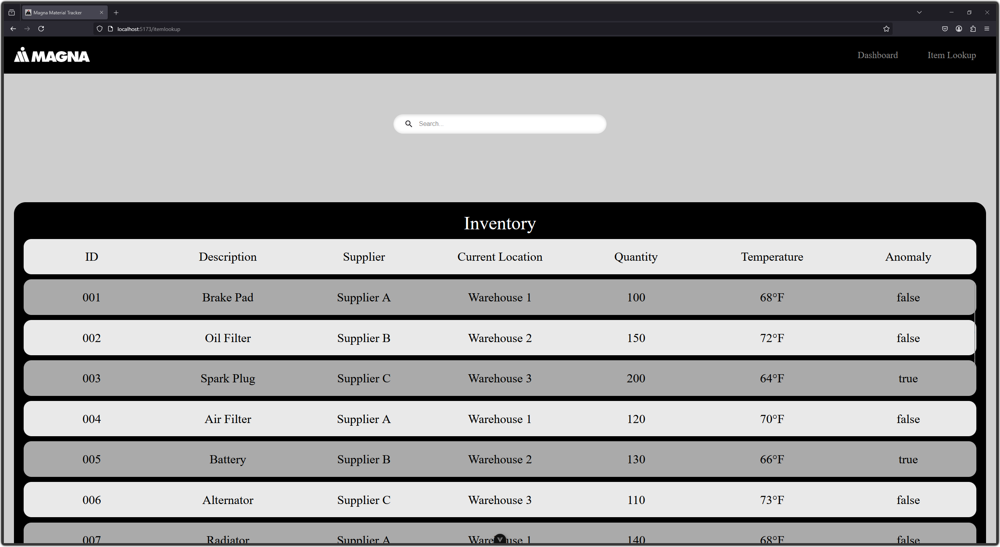 Magna Material Tracker
localhost:5173/itemlookup
MAGNA
Dashboard Item Lookup
Search...
Inventory
ID Description Supplier Current Location Quantity Temperature Anomaly
001 Brake Pad Supplier A Warehouse 1 100 68°F false
002 Oil Filter Supplier B Warehouse 2 150 72°F false
003 Spark Plug Supplier C Warehouse 3 200 64°F true
004 Air Filter Supplier A Warehouse 1 120 70°F false
005 Battery Supplier B Warehouse 2 130 66°F true
006 Alternator Supplier C Warehouse 3 110 73°F false
007 Radiator Supplier A Warehouse 1 140 68°F false